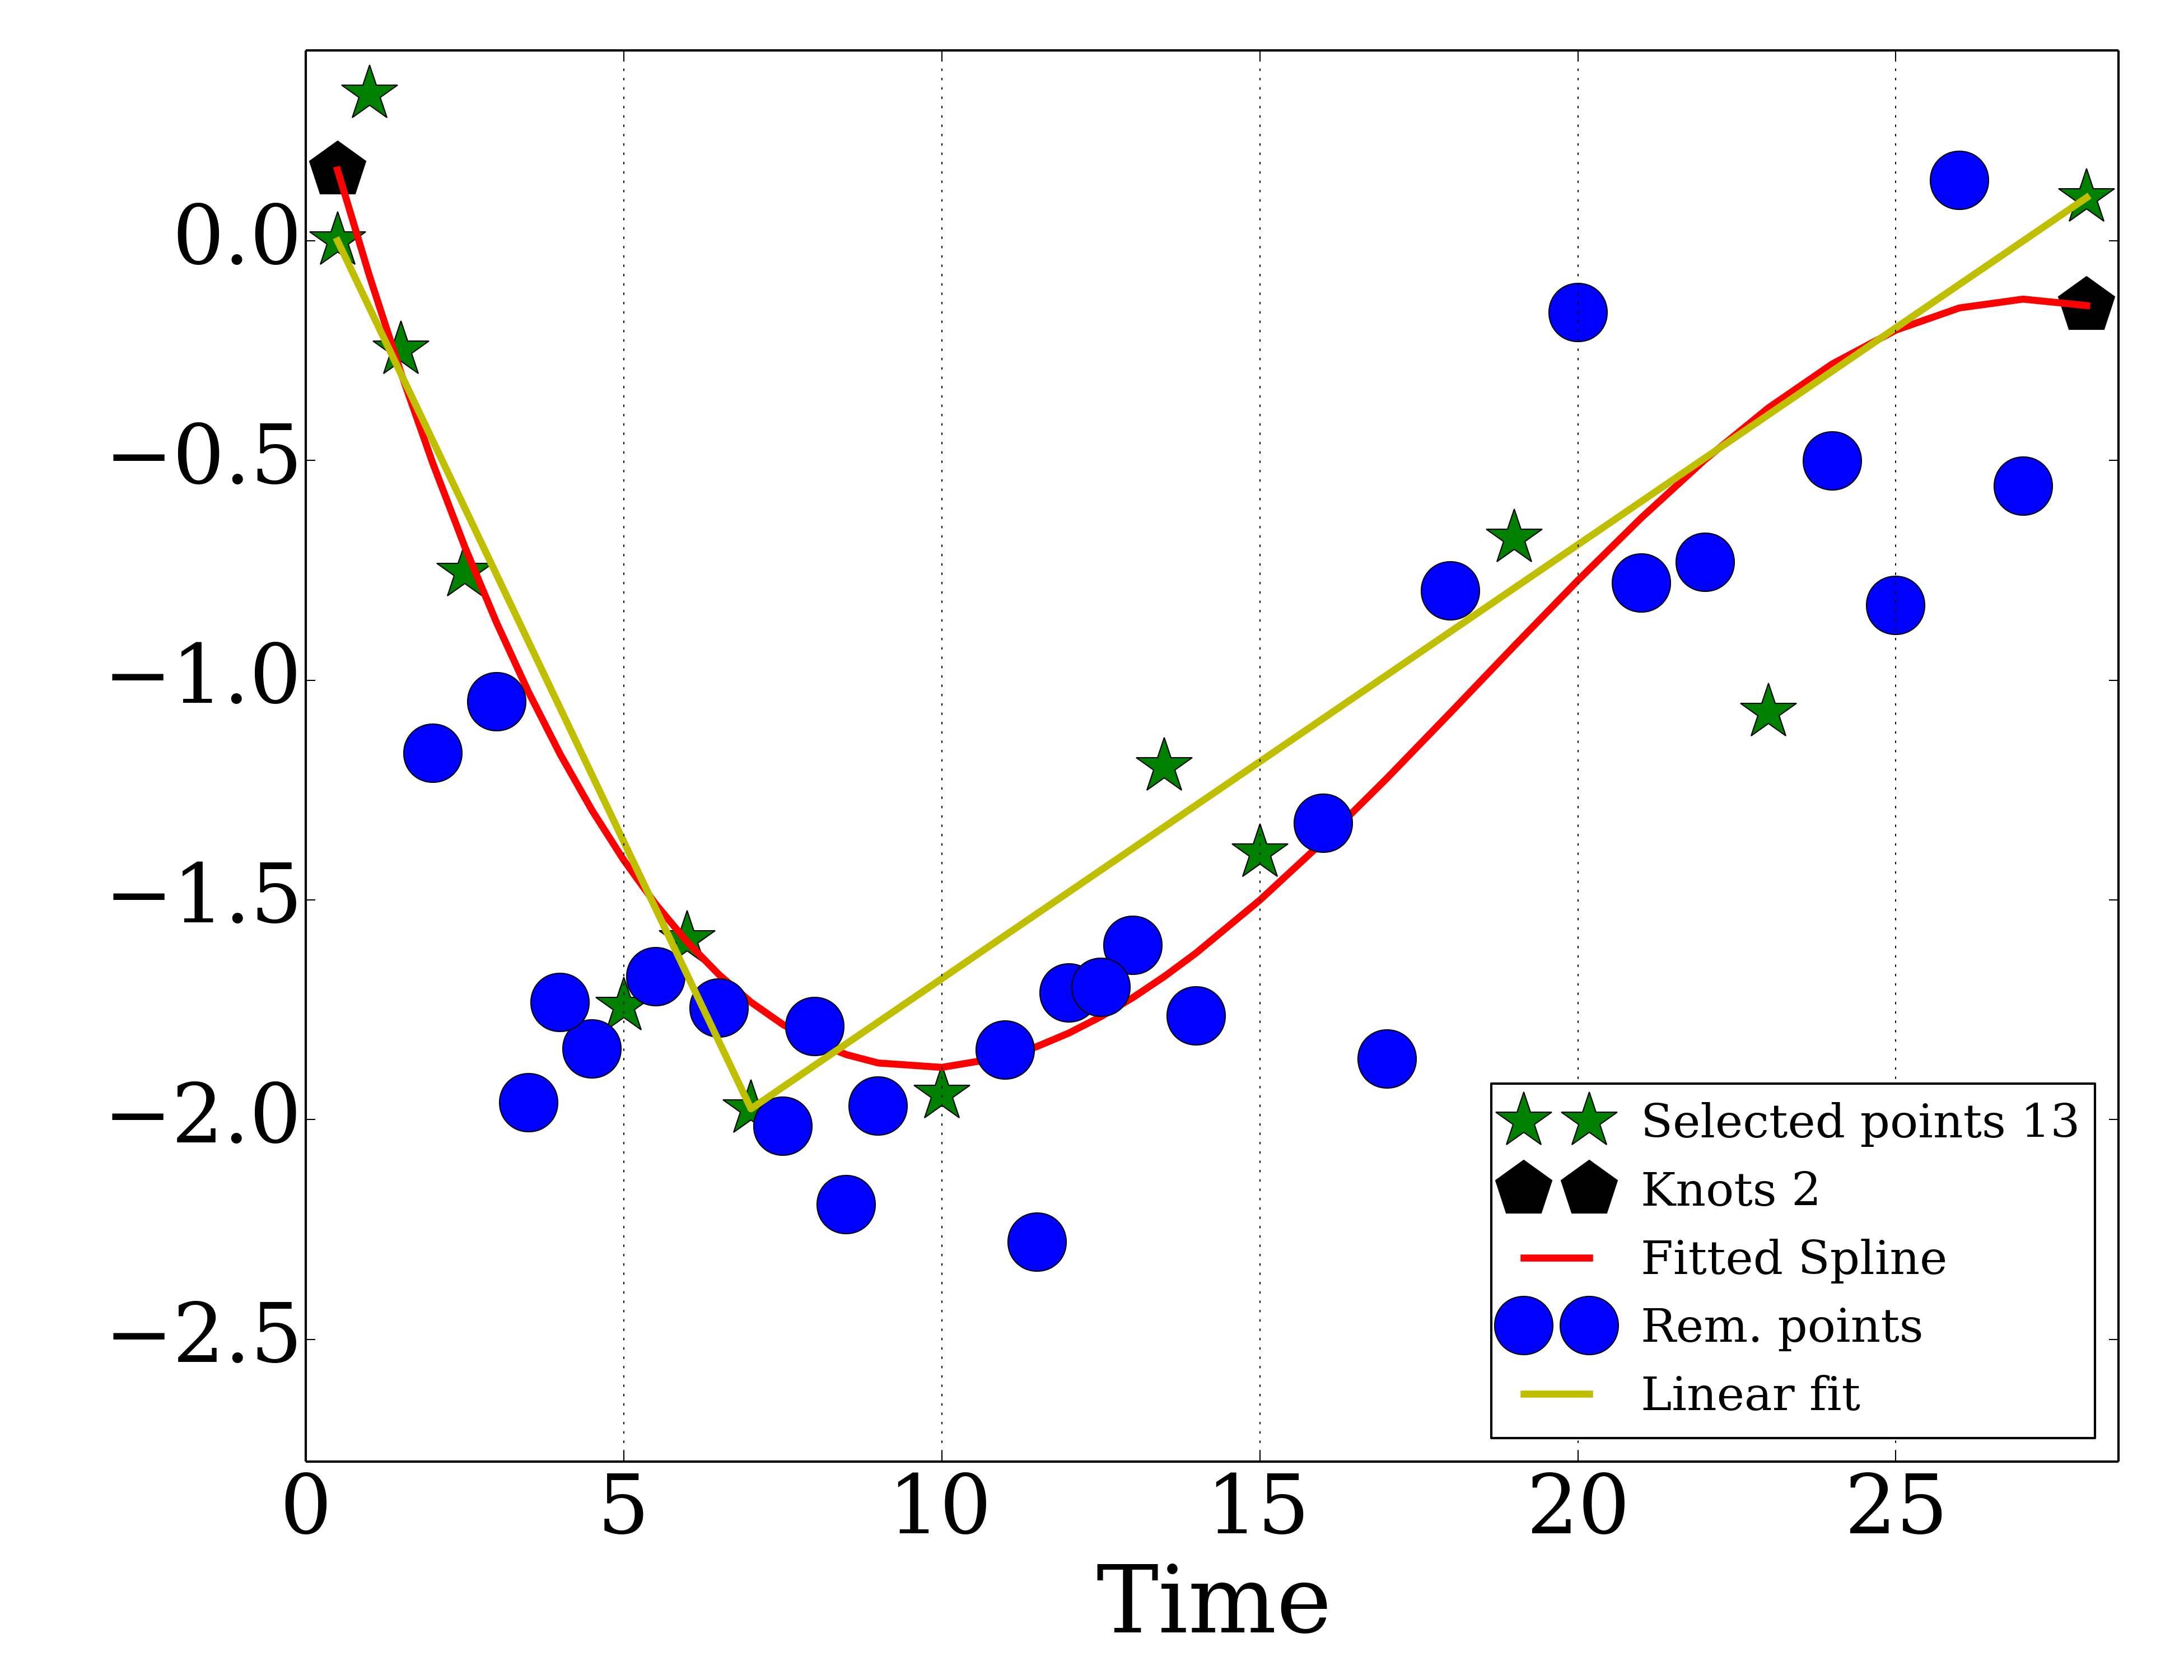 0.0
−0.5
−1.0
−1.5
−2.0
−2.5
Selected points 13
Knots 2
Fitted Spline
Rem. points
Linear fit
0 5 10 15 20 25
Time